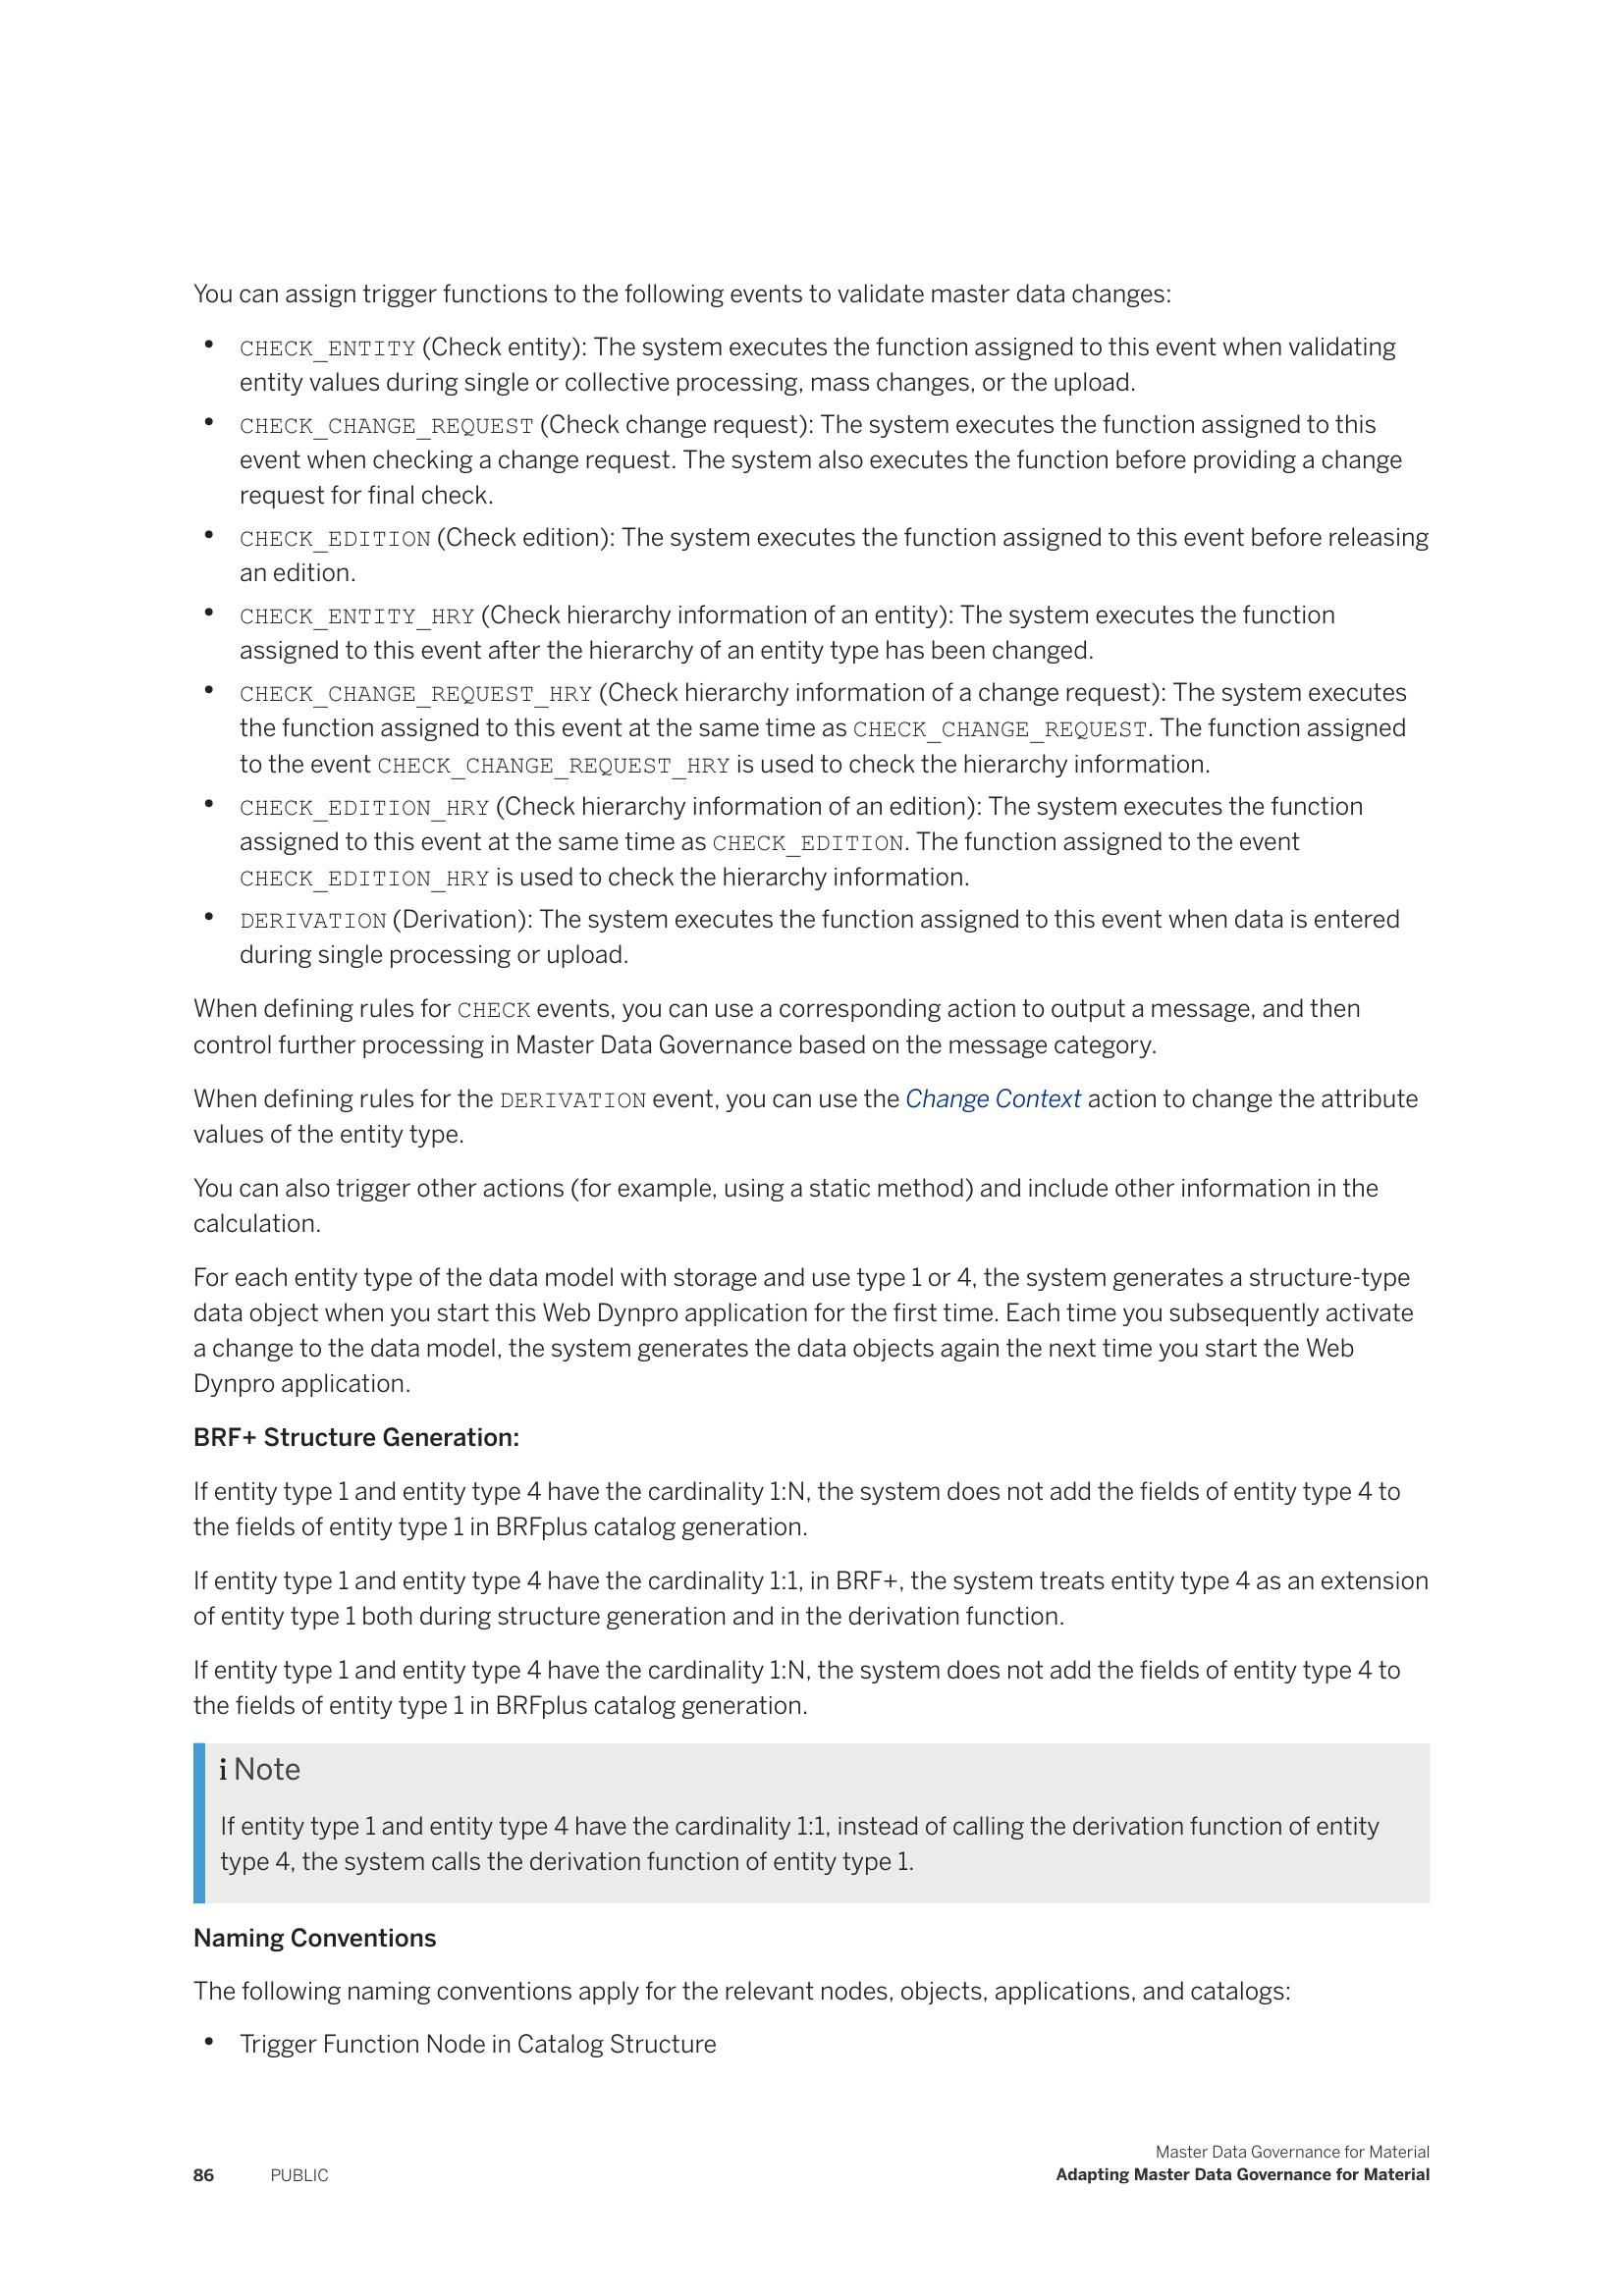 You can assign trigger functions to the following events to validate master data changes:
• CHECK_ENTITY (Check entity): The system executes the function assigned to this event when validating
entity values during single or collective processing, mass changes, or the upload.
• CHECK_CHANGE_REQUEST (Check change request): The system executes the function assigned to this
event when checking a change request. The system also executes the function before providing a change
request for final check.
• CHECK_EDITION (Check edition): The system executes the function assigned to this event before releasing
an edition.
• CHECK_ENTITY_HRY (Check hierarchy information of an entity): The system executes the function
assigned to this event after the hierarchy of an entity type has been changed.
• CHECK_CHANGE_REQUEST_HRY (Check hierarchy information of a change request): The system executes
the function assigned to this event at the same time as CHECK_CHANGE_REQUEST. The function assigned
to the event CHECK_CHANGE_REQUEST_HRY is used to check the hierarchy information.
• CHECK_EDITION_HRY (Check hierarchy information of an edition): The system executes the function
assigned to this event at the same time as CHECK_EDITION. The function assigned to the event
CHECK_EDITION_HRY is used to check the hierarchy information.
• DERIVATION (Derivation): The system executes the function assigned to this event when data is entered
during single processing or upload.
When defining rules for CHECK events, you can use a corresponding action to output a message, and then
control further processing in Master Data Governance based on the message category.
When defining rules for the DERIVATION event, you can use the Change Context action to change the attribute
values of the entity type.
You can also trigger other actions (for example, using a static method) and include other information in the
calculation.
For each entity type of the data model with storage and use type 1 or 4, the system generates a structure-type
data object when you start this Web Dynpro application for the first time. Each time you subsequently activate
a change to the data model, the system generates the data objects again the next time you start the Web
Dynpro application.
BRF+ Structure Generation:
If entity type 1 and entity type 4 have the cardinality 1:N, the system does not add the fields of entity type 4 to
the fields of entity type 1 in BRFplus catalog generation.
If entity type 1 and entity type 4 have the cardinality 1:1, in BRF+, the system treats entity type 4 as an extension
of entity type 1 both during structure generation and in the derivation function.
If entity type 1 and entity type 4 have the cardinality 1:N, the system does not add the fields of entity type 4 to
the fields of entity type 1 in BRFplus catalog generation.
i Note
If entity type 1 and entity type 4 have the cardinality 1:1, instead of calling the derivation function of entity
type 4, the system calls the derivation function of entity type 1.
Naming Conventions
The following naming conventions apply for the relevant nodes, objects, applications, and catalogs:
• Trigger Function Node in Catalog Structure
Master Data Governance for Material
86 PUBLIC Adapting Master Data Governance for Material